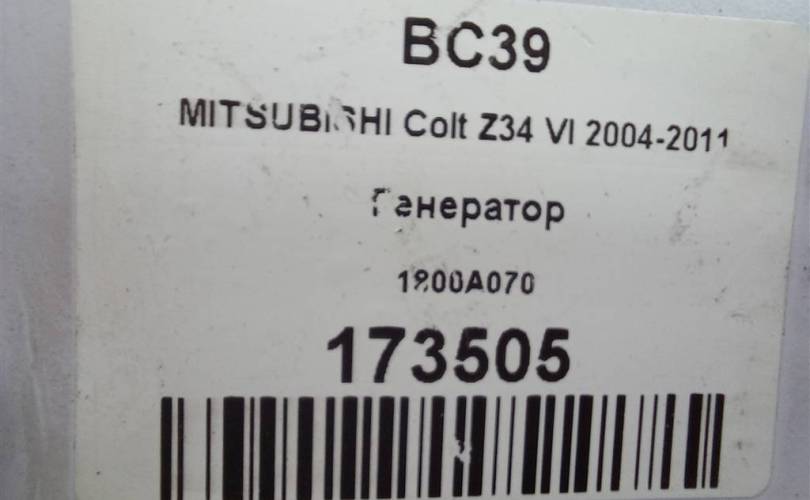 BC39
MITSUBISHI Colt Z34 VI 2004-2011
Генератор
1800A070
173505